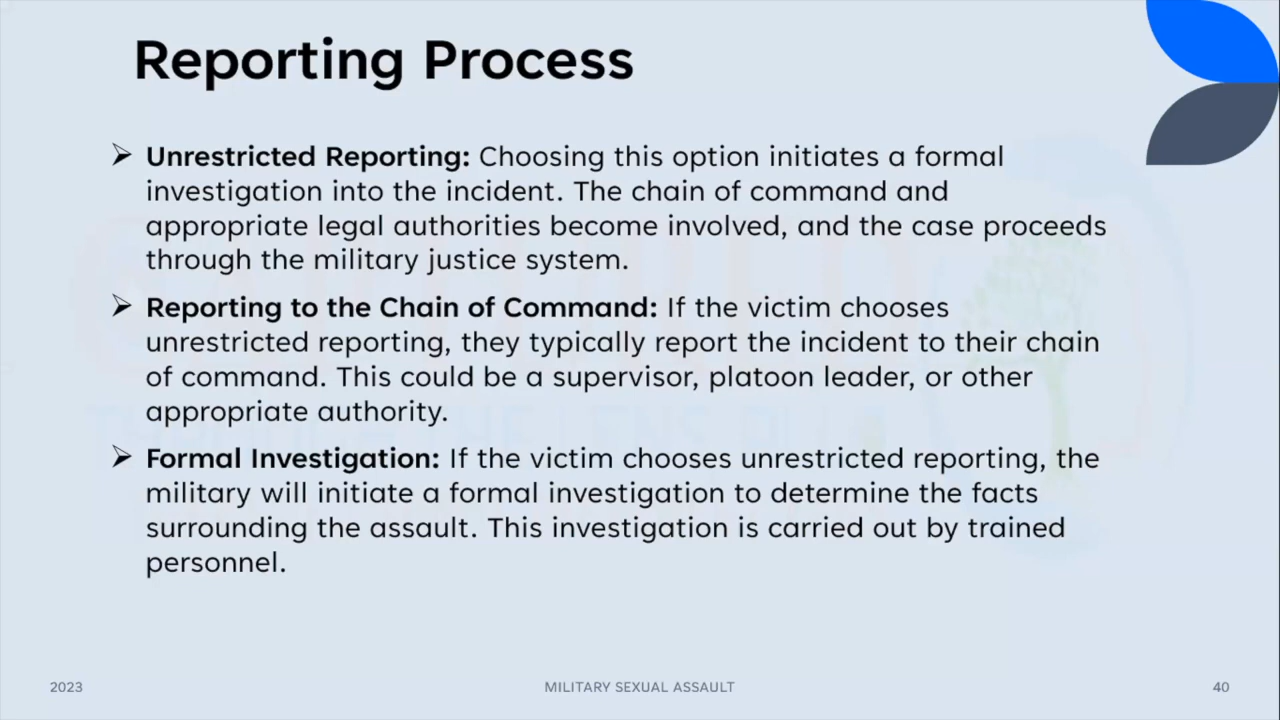 Reporting Process
➢ Unrestricted Reporting: Choosing this option initiates a formal
investigation into the incident. The chain of command and
appropriate legal authorities become involved, and the case proceeds
through the military justice system.
➢ Reporting to the Chain of Command: If the victim chooses
unrestricted reporting, they typically report the incident to their chain
of command. This could be a supervisor, platoon leader, or other
appropriate authority.
➢ Formal Investigation: If the victim chooses unrestricted reporting, the
military will initiate a formal investigation to determine the facts
surrounding the assault. This investigation is carried out by trained
personnel.
2023
MILITARY SEXUAL ASSAULT
40